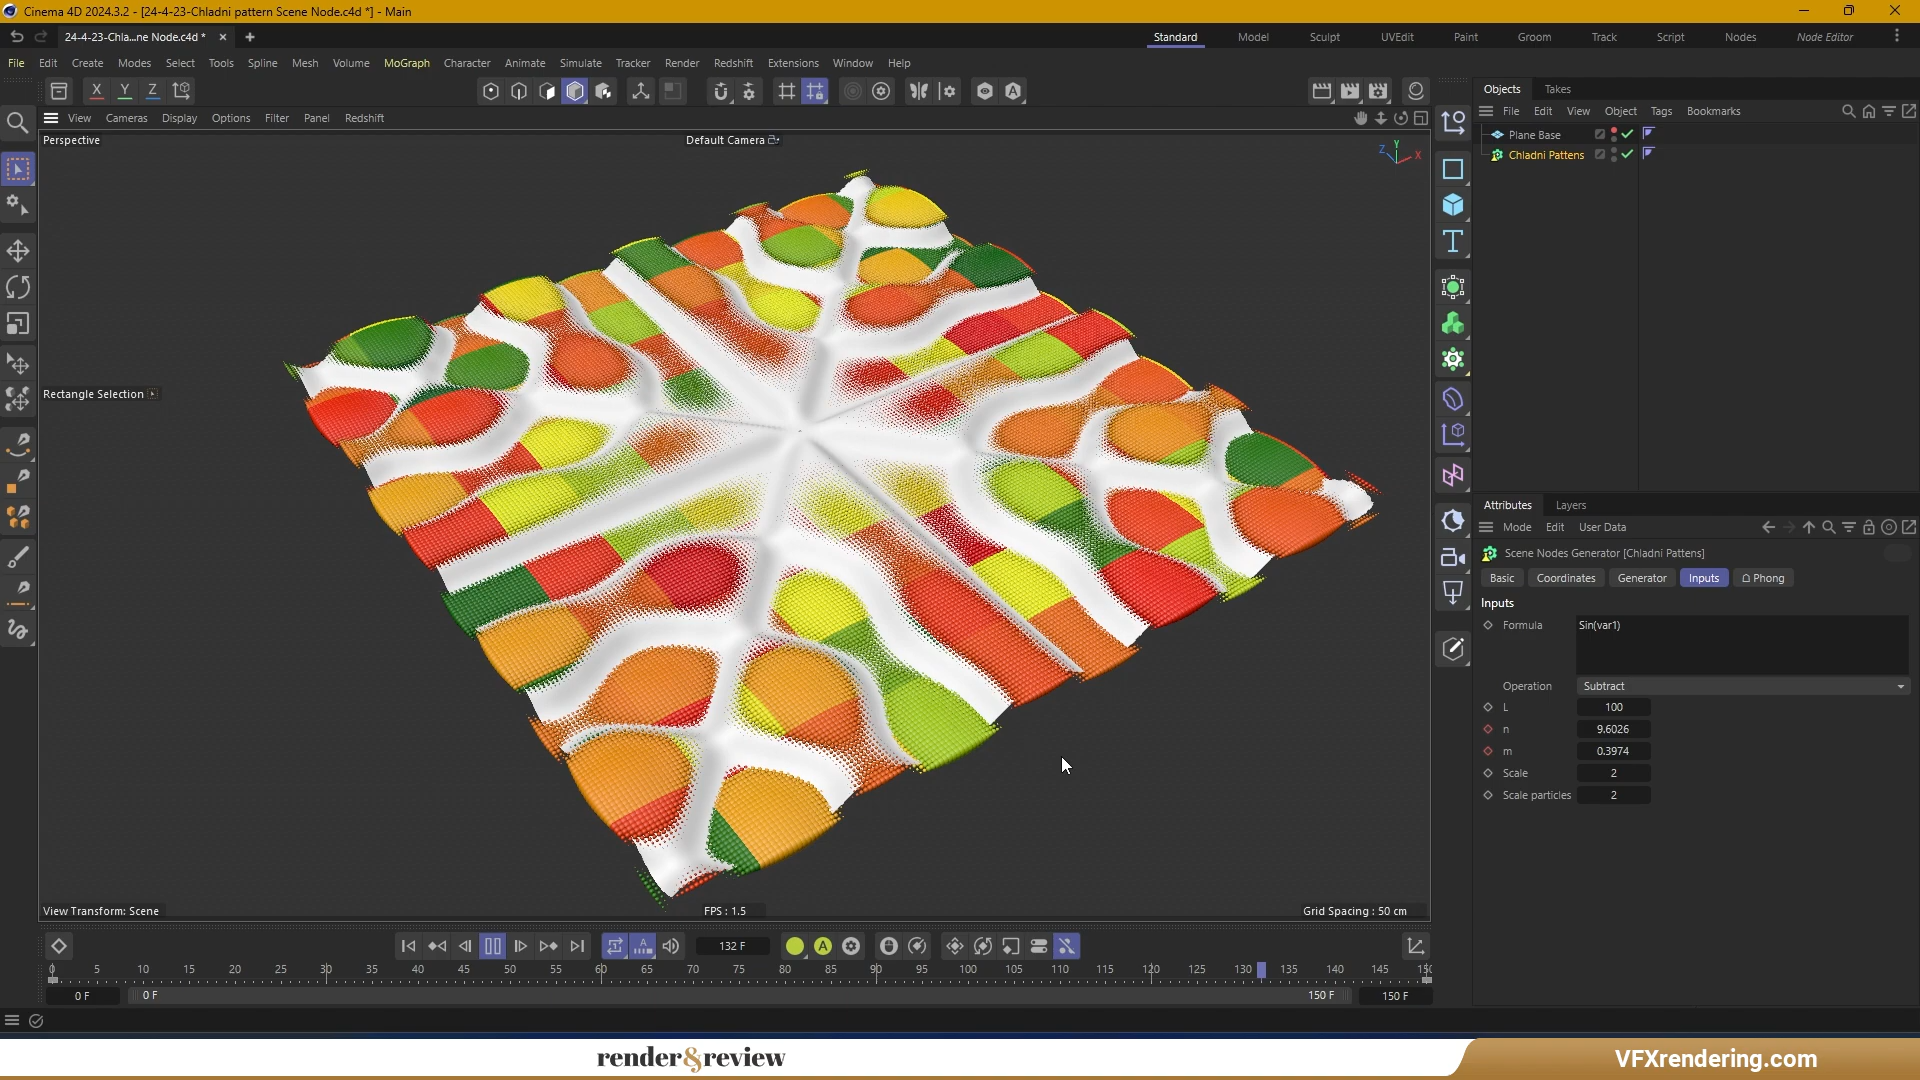 Cinema 4D 2024.3.2 - [24-4-23-Chladni pattern Scene Node.c4d *] - Main
24-4-23-Chla...ne Node.c4d *
Standard Model Sculpt UVEdit Paint Groom Track Script Nodes Node Editor
File Edit Create Modes Select Tools Spline Mesh Volume MoGraph Character Animate Simulate Tracker Render Redshift Extensions Window Help
X Y Z
Objects Takes
File Edit View Object Tags Bookmarks
View Cameras Display Options Filter Panel Redshift
Perspective
Default Camera
Z Y X
Plane Base
Chladni Pattens
Rectangle Selection
Attributes Layers
Mode Edit User Data
Scene Nodes Generator [Chladni Pattens]
Basic Coordinates Generator Inputs Phong
Inputs
Formula Sin(var1)
Operation Subtract
L 100
n 9.6026
m 0.3974
Scale 2
Scale particles 2
View Transform: Scene
FPS : 1.5
Grid Spacing : 50 cm
132 F
0 5 10 15 20 25 30 35 40 45 50 55 60 65 70 75 80 85 90 95 100 105 110 115 120 125 130 135 140 145 150
0 F 0 F 150 F 150 F
render&review
VFXrendering.com